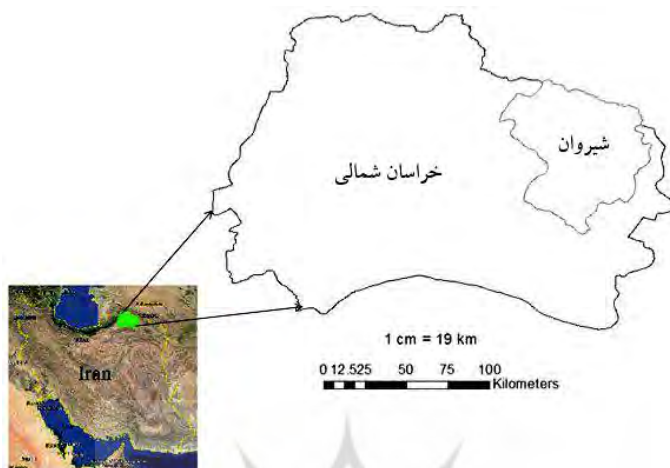 شیروان
خراسان شمالی
Iran
1 cm = 19 km
0 12.525 50 75 100
Kilometers